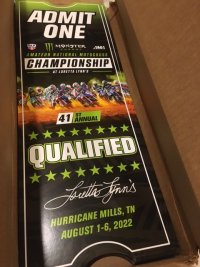 ADMIT
ONE
MONSTER
AMA
AMATEUR NATIONAL MOTOCROSS
CHAMPIONSHIP
AT LORETTA LYNN'S
41ST
ANNUAL
QUALIFIED
Loretta Lynn's
HURRICANE MILLS, TN
AUGUST 1-6, 2022